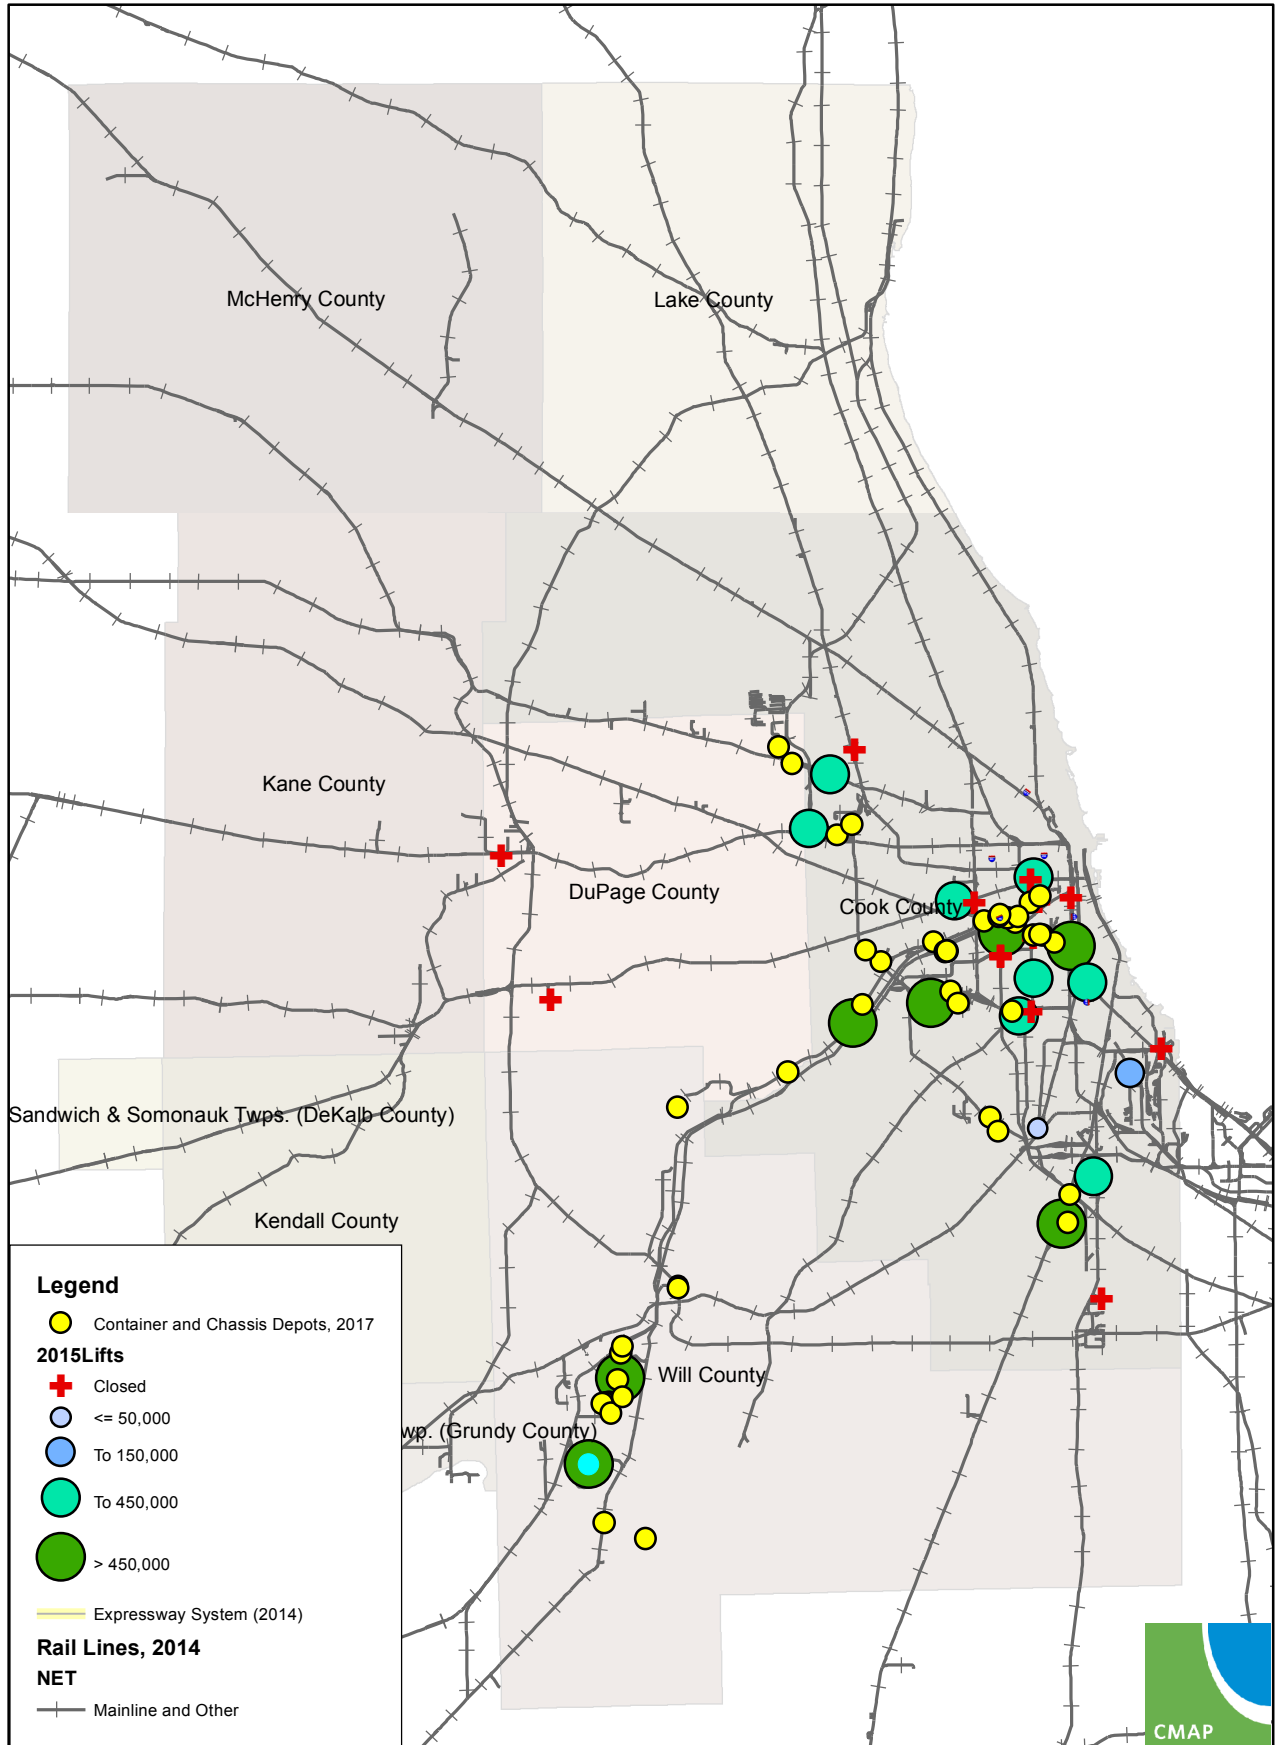 McHenry County
Lake County
Kane County
DuPage County
Cook County
Sandwich & Somonauk Twps. (DeKalb County)
Kendall County
Will County
wp. (Grundy County)
Legend
Container and Chassis Depots, 2017
2015Lifts
Closed
<= 50,000
To 150,000
To 450,000
> 450,000
Expressway System (2014)
Rail Lines, 2014
NET
Mainline and Other
CMAP